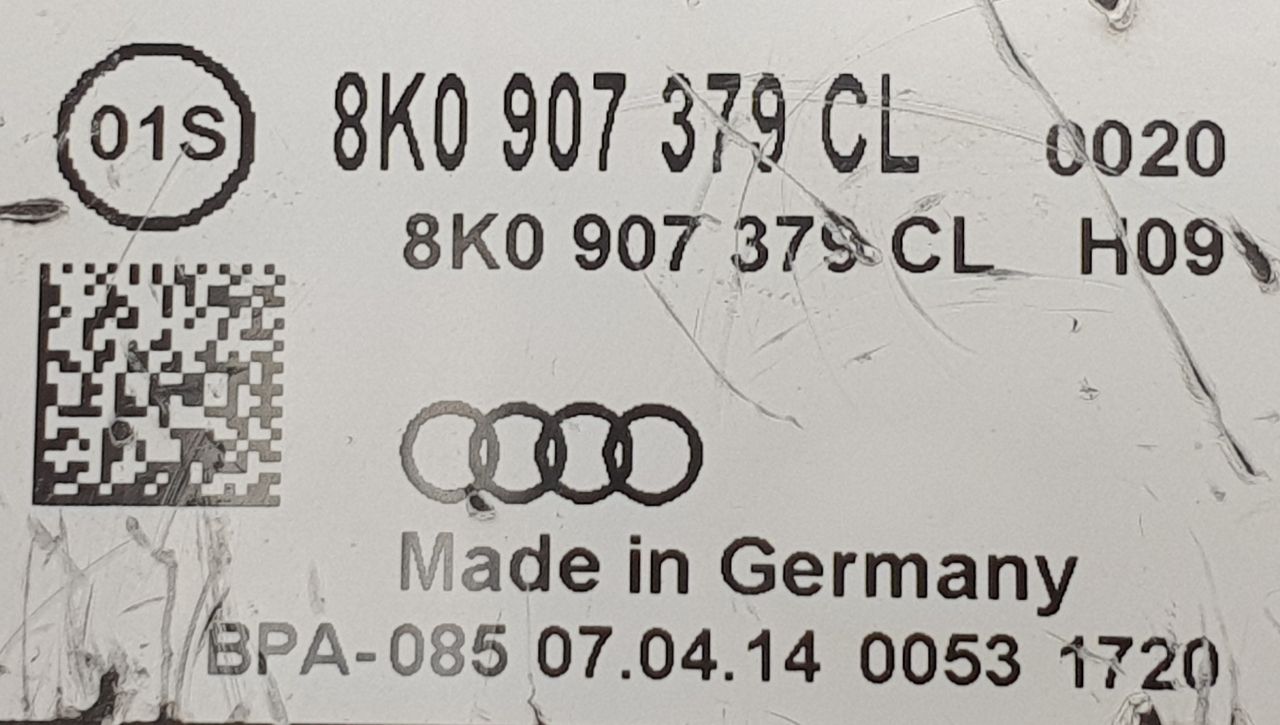 01S
8K0 907 379 CL 0020
8K0 907 379 CL H09
Made in Germany
BPA-085 07.04.14 0053 1720